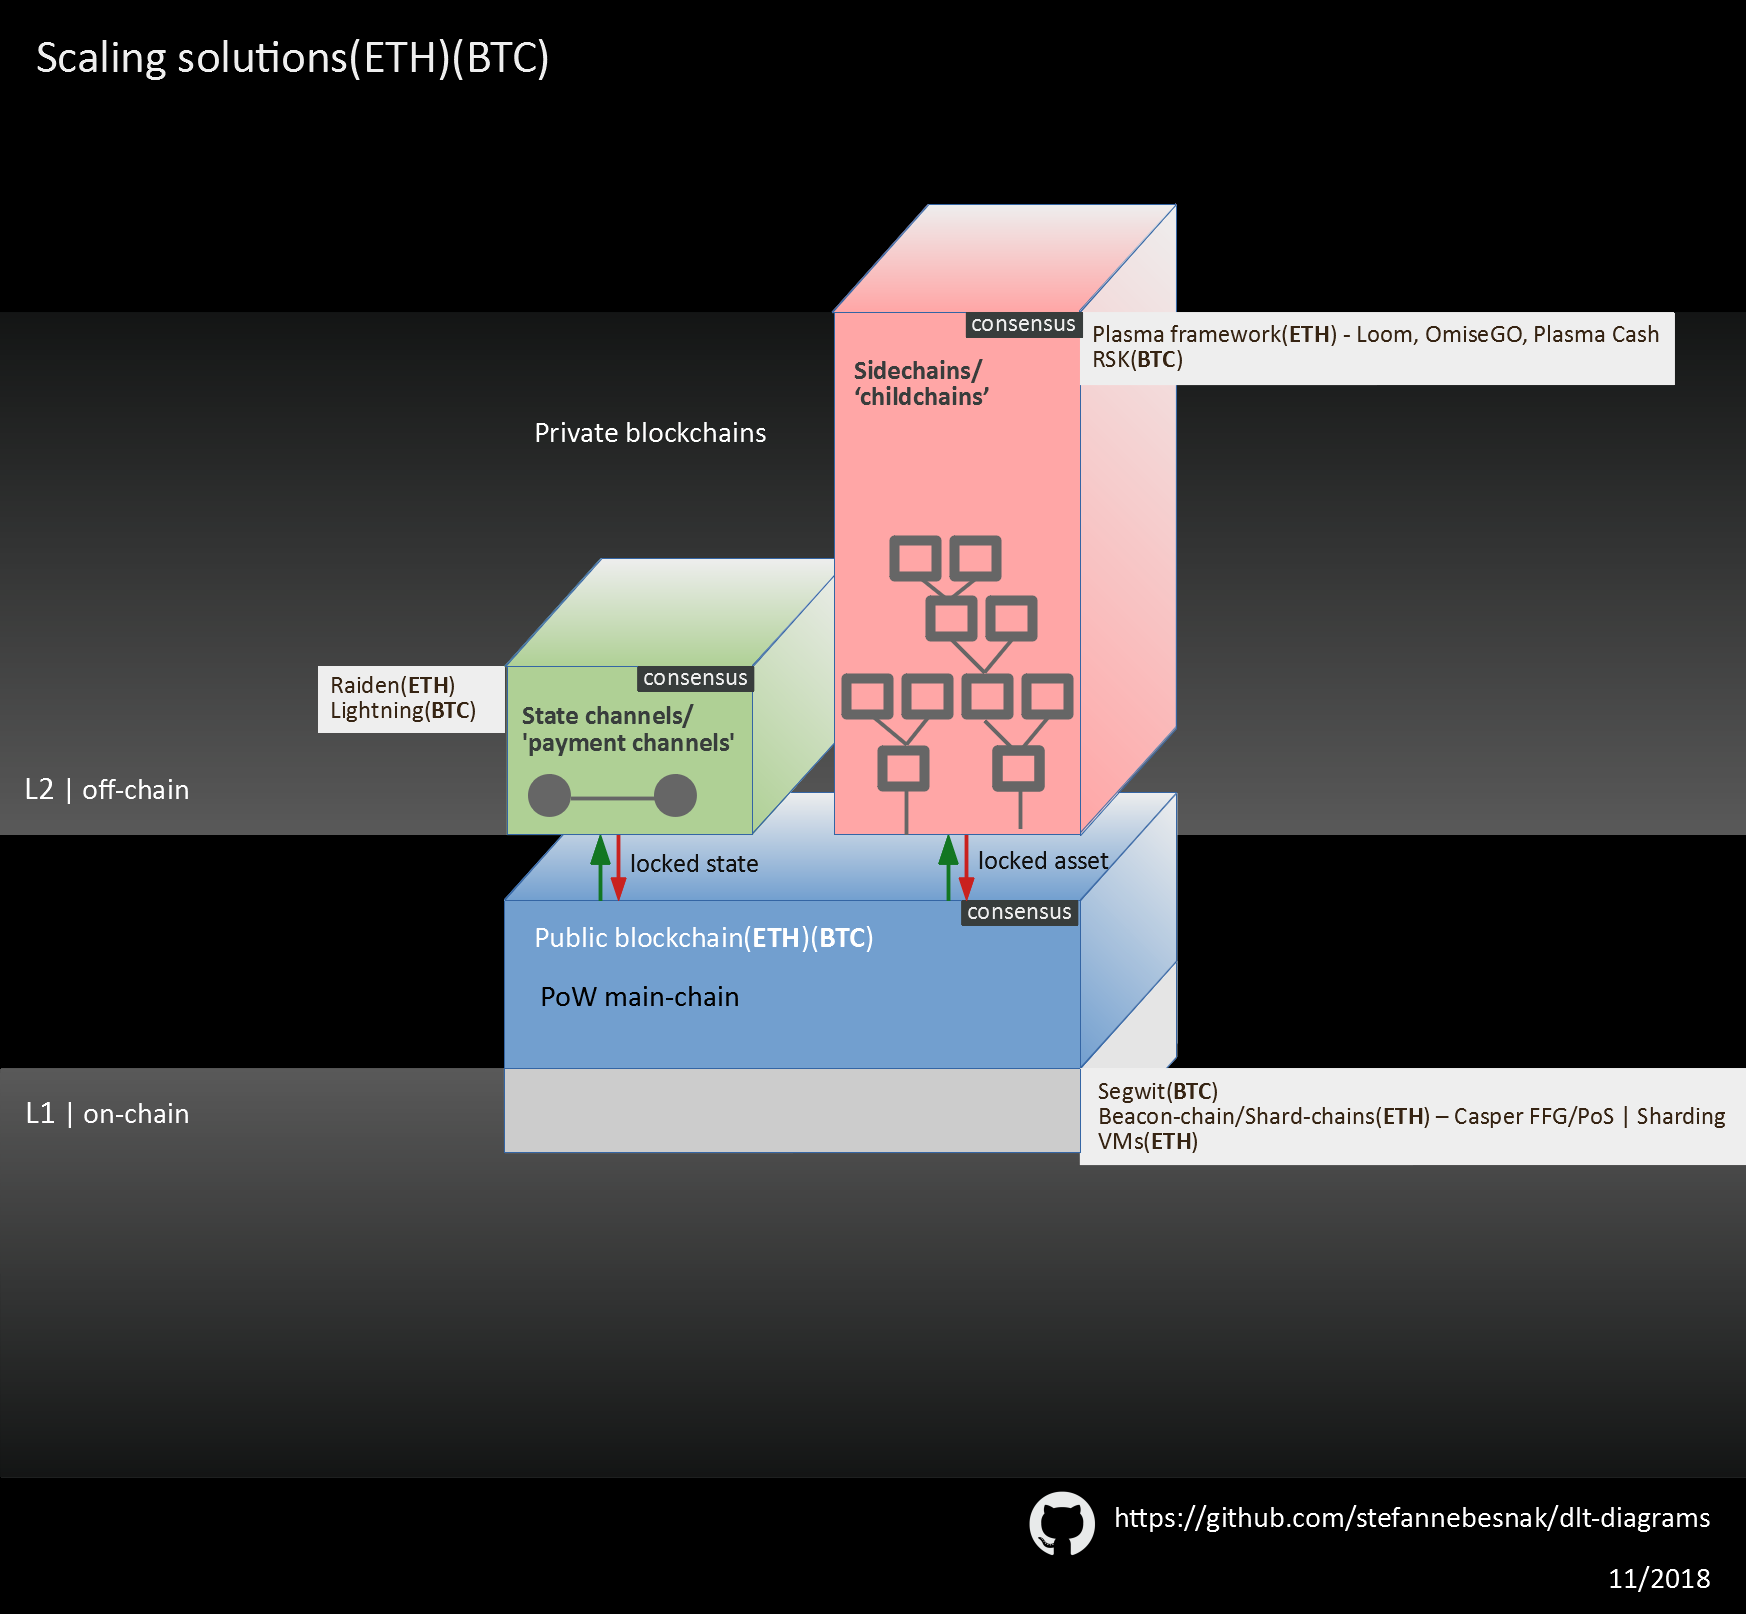 Scaling solutions(ETH)(BTC)
consensus
Plasma framework(ETH) - Loom, OmiseGO, Plasma Cash
RSK(BTC)
Sidechains/
‘childchains’
Private blockchains
Raiden(ETH)
Lightning(BTC)
consensus
State channels/
'payment channels'
L2 | off-chain
locked state
locked asset
consensus
Public blockchain(ETH)(BTC)
PoW main-chain
L1 | on-chain
Segwit(BTC)
Beacon-chain/Shard-chains(ETH) – Casper FFG/PoS | Sharding
VMs(ETH)
https://github.com/stefannebesnak/dlt-diagrams
11/2018